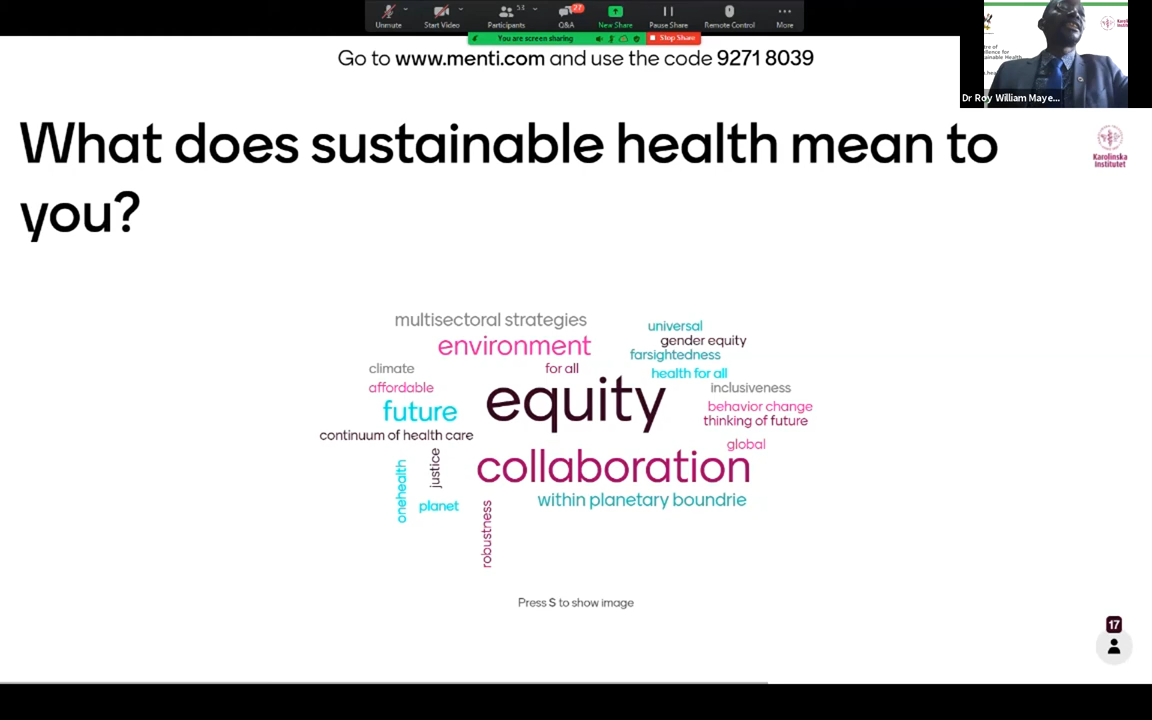 Unmute
Start Video
53
Participants
27
Q&A
New Share
Pause Share
Remote Control
More
You are screen sharing
Stop Share
Go to www.menti.com and use the code 9271 8039
Dr Roy William Maye...
What does sustainable health mean to
you?
Karolinska
Institutet
multisectoral strategies
universal
environment
gender equity
farsightedness
climate
for all
health for all
affordable
equity
inclusiveness
future
behavior change
thinking of future
continuum of health care
global
collaboration
justice
onehealth
planet
within planetary boundrie
robustness
Press S to show image
17